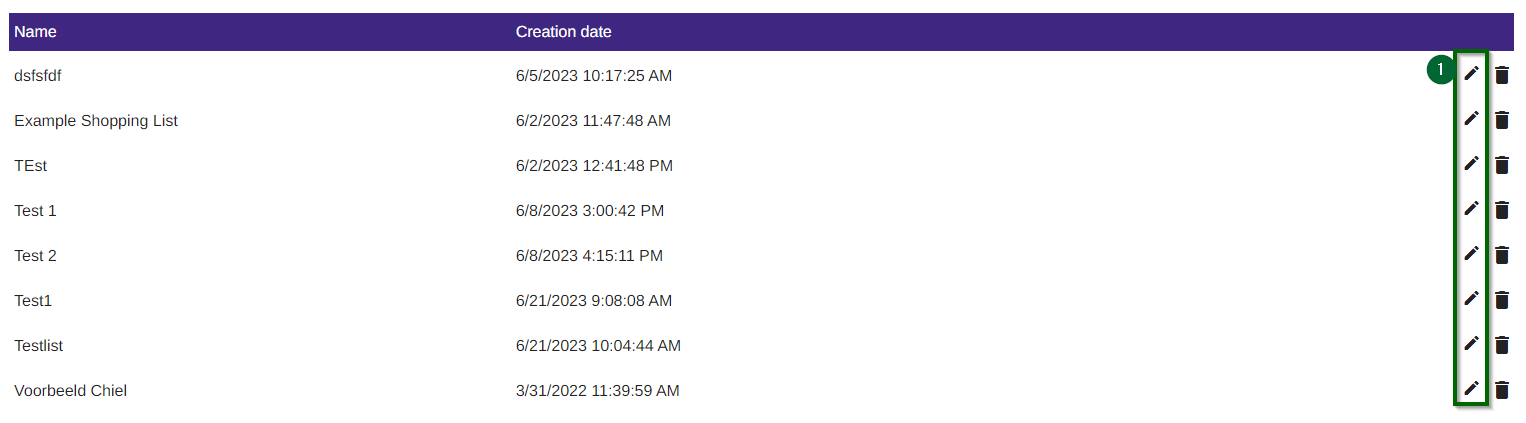 Name Creation date
dsfsfdf 6/5/2023 10:17:25 AM 1
Example Shopping List 6/2/2023 11:47:48 AM
TEst 6/2/2023 12:41:48 PM
Test 1 6/8/2023 3:00:42 PM
Test 2 6/8/2023 4:15:11 PM
Test1 6/21/2023 9:08:08 AM
Testlist 6/21/2023 10:04:44 AM
Voorbeeld Chiel 3/31/2022 11:39:59 AM